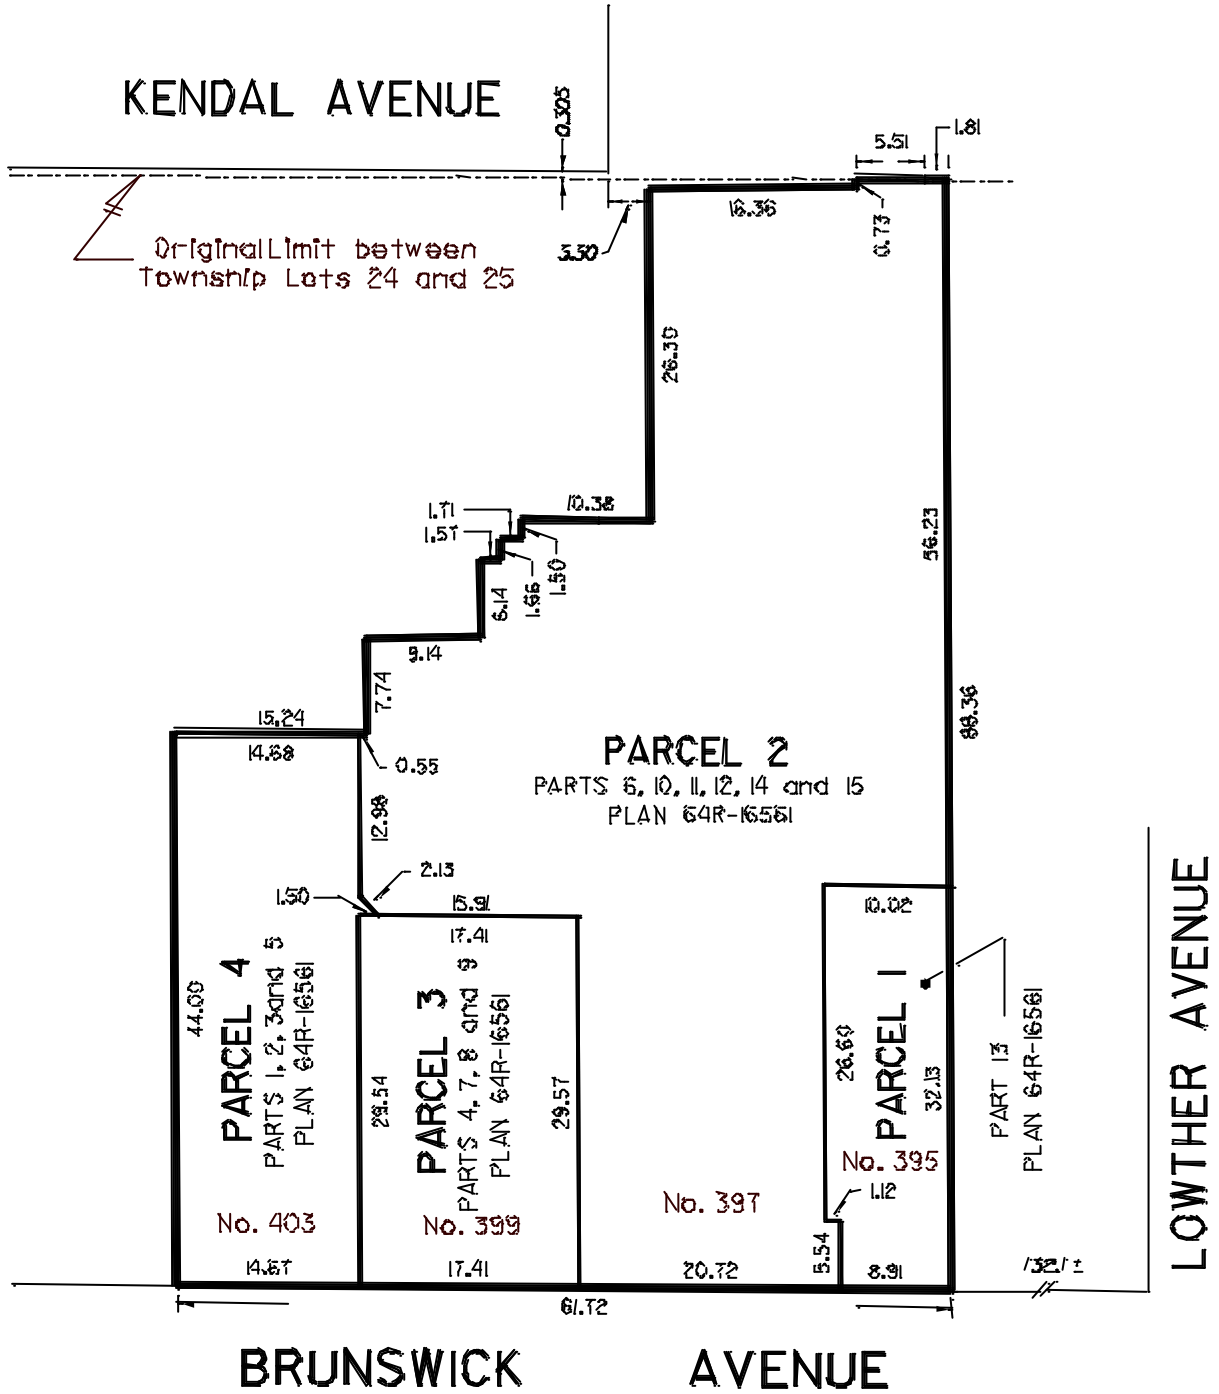 KENDAL AVENUE
0.305
5.51
1.81
16.36
0.73
Original Limit between
Township Lots 24 and 25
26.30
10.38
1.71
1.57
1.50
1.66
6.14
56.23
9.14
7.74
15.24
14.68
0.55
88.36
PARCEL 2
PARTS 6, 10, 11, 12, 14 and 15
PLAN 64R-16561
12.98
2.13
1.50
15.91
17.41
10.02
44.00
PARCEL 4
PARTS 1, 2, 3 and 5
PLAN 64R-16561
29.54
PARCEL 3
PARTS 4, 7, 8 and 9
PLAN 64R-16561
29.57
26.60
PARCEL 1
32.13
PART 13
PLAN 64R-16561
LOWTHER AVENUE
No. 395
1.12
No. 397
No. 403
No. 399
5.54
14.67
17.41
20.72
8.91
132.1±
61.72
BRUNSWICK AVENUE